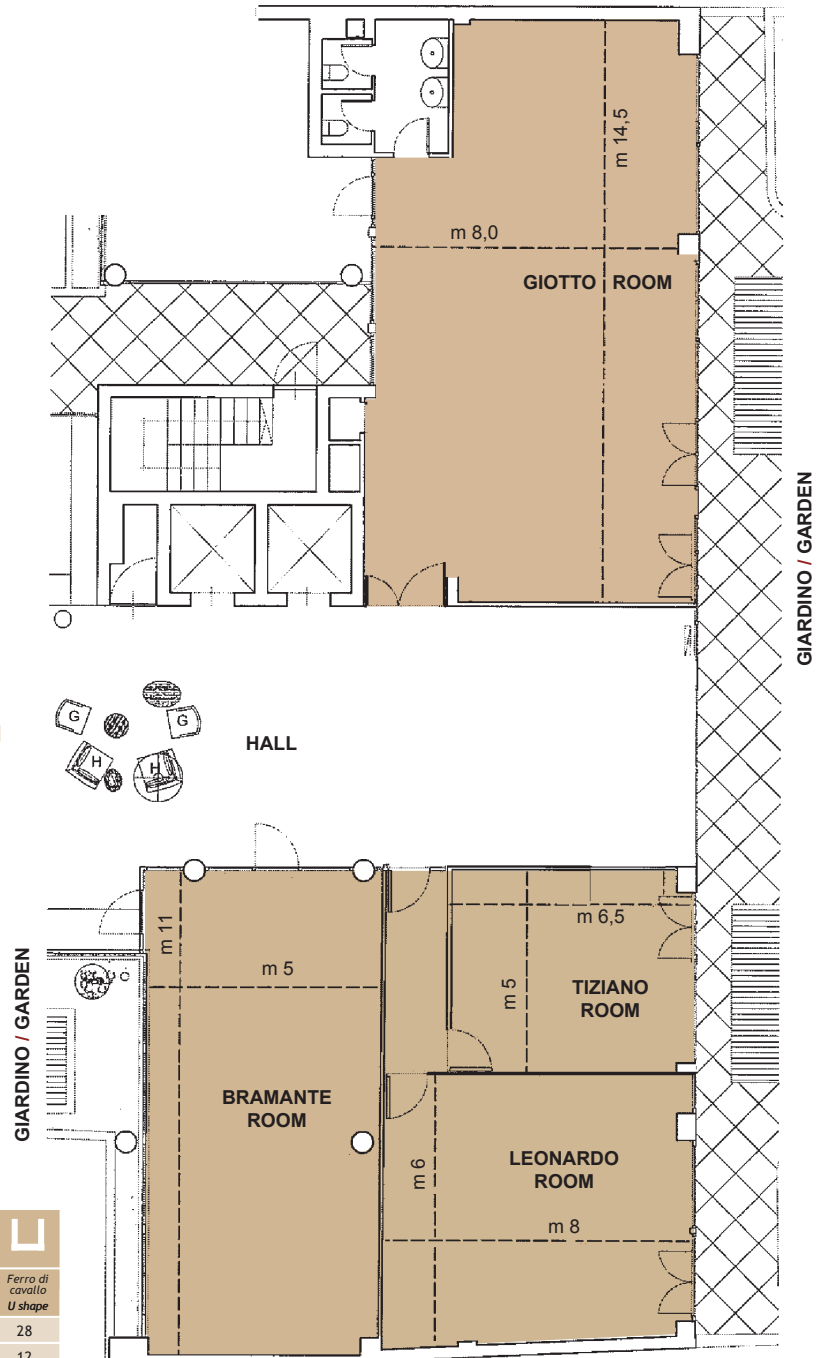 m 14,5
m 8,0
GIOTTO ROOM
GIARDINO / GARDEN
G
G
H
H
HALL
m 11
m 6,5
m 5
m 5
TIZIANO
ROOM
GIARDINO / GARDEN
BRAMANTE
ROOM
m 6
LEONARDO
ROOM
m 8
Ferro di
cavallo
U shape
28
12